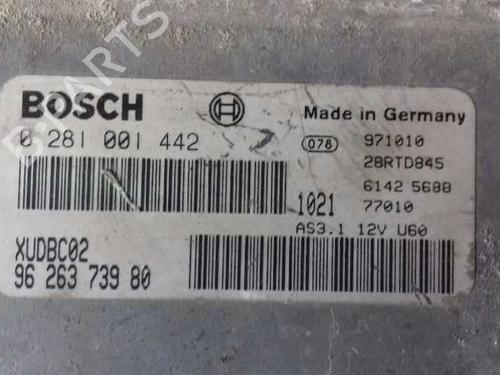 B PARTS
BOSCH
Made in Germany
0 281 001 442
078 971010
28RTD845
6142 5688
1021 77010
AS3.1 12V U60
XUDBC02
96 263 739 80